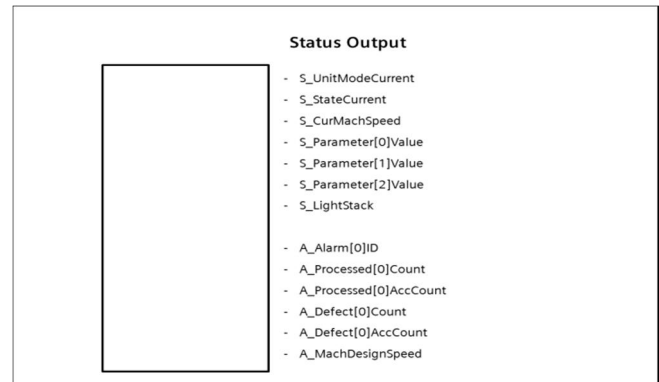 Status Output
- S_UnitModeCurrent
- S_StateCurrent
- S_CurMachSpeed
- S_Parameter[0]Value
- S_Parameter[1]Value
- S_Parameter[2]Value
- S_LightStack
- A_Alarm[0]ID
- A_Processed[0]Count
- A_Processed[0]AccCount
- A_Defect[0]Count
- A_Defect[0]AccCount
- A_MachDesignSpeed